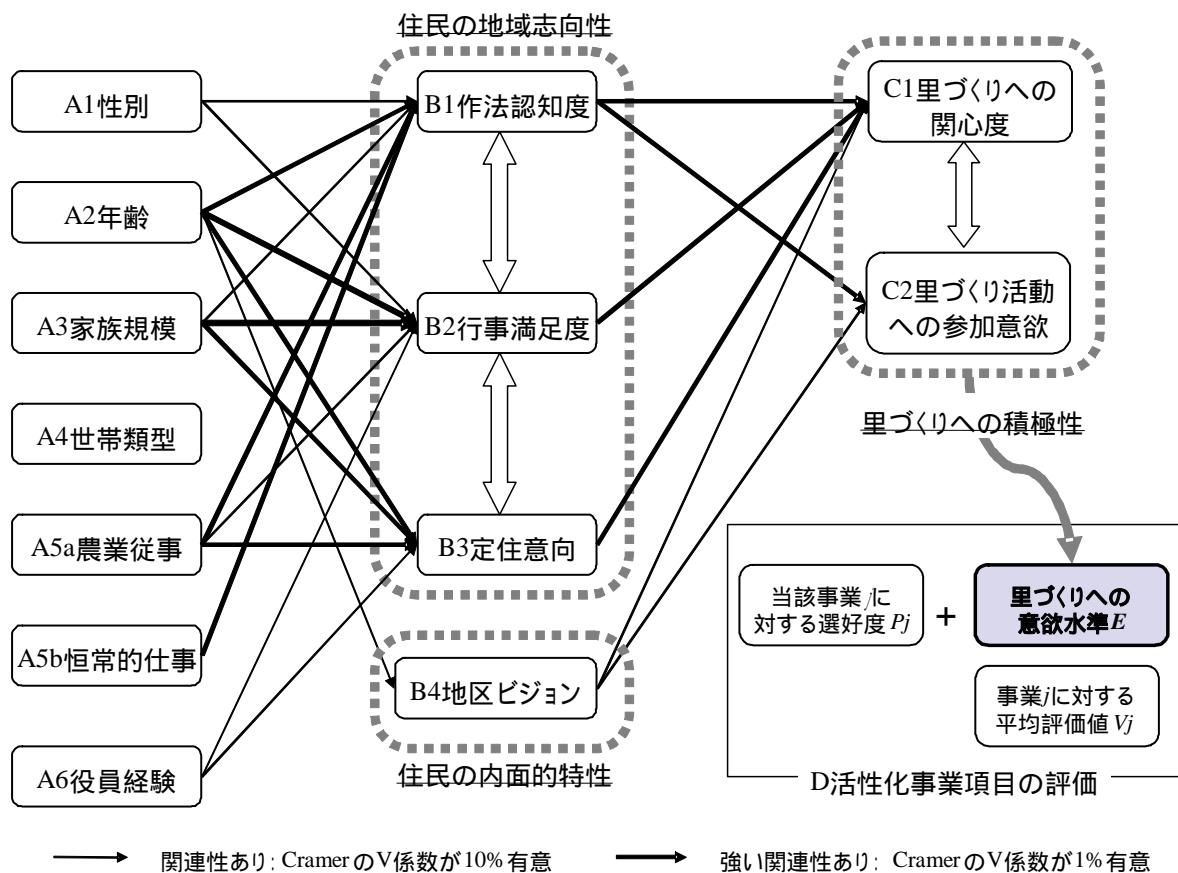 住民の地域志向性
A1性別
A2年齢
A3家族規模
A4世帯類型
A5a農業従事
A5b恒常的仕事
A6役員経験
B1作法認知度
B2行事満足度
B3定住意向
B4地区ビジョン
住民の内面的特性
C1里づくりへの
関心度
C2里づくり活動
への参加意欲
里づくりへの積極性
当該事業jに
対する選好度 Pj
+
里づくりへの
意欲水準E
事業jに対する
平均評価値 Vj
D活性化事業項目の評価
関連性あり: CramerのV係数が10%有意
強い関連性あり: CramerのV係数が1%有意